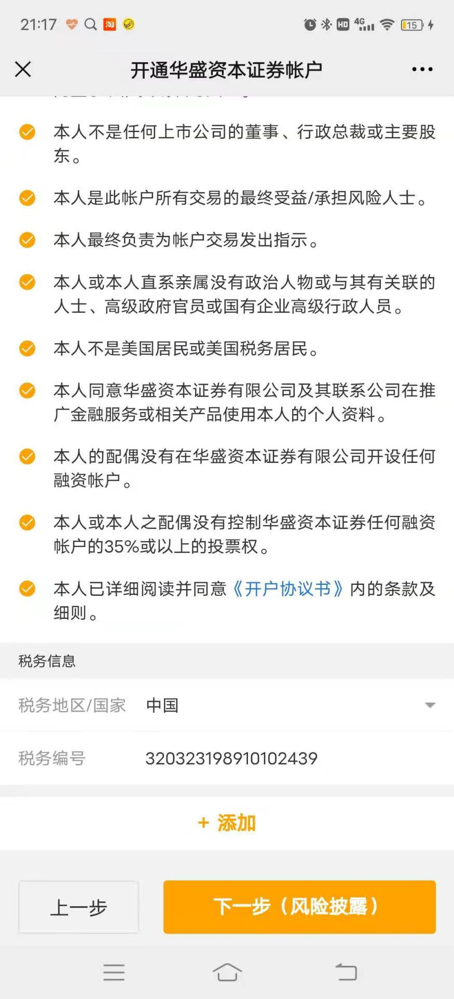 21:17
淘
HD
4G
15
开通华盛资本证券帐户
本人不是任何上市公司的董事、行政总裁或主要股
东。
本人是此帐户所有交易的最终受益/承担风险人士。
本人最终负责为帐户交易发出指示。
本人或本人直系亲属没有政治人物或与其有关联的
人士、高级政府官员或国有企业高级行政人员。
本人不是美国居民或美国税务居民。
本人同意华盛资本证券有限公司及其联系公司在推
广金融服务或相关产品使用本人的个人资料。
本人的配偶没有在华盛资本证券有限公司开设任何
融资帐户。
本人或本人之配偶没有控制华盛资本证券任何融资
帐户的35%或以上的投票权。
本人已详细阅读并同意《开户协议书》内的条款及
细则。
税务信息
税务地区/国家 中国
税务编号 320323198910102439
+ 添加
上一步 下一步（风险披露）